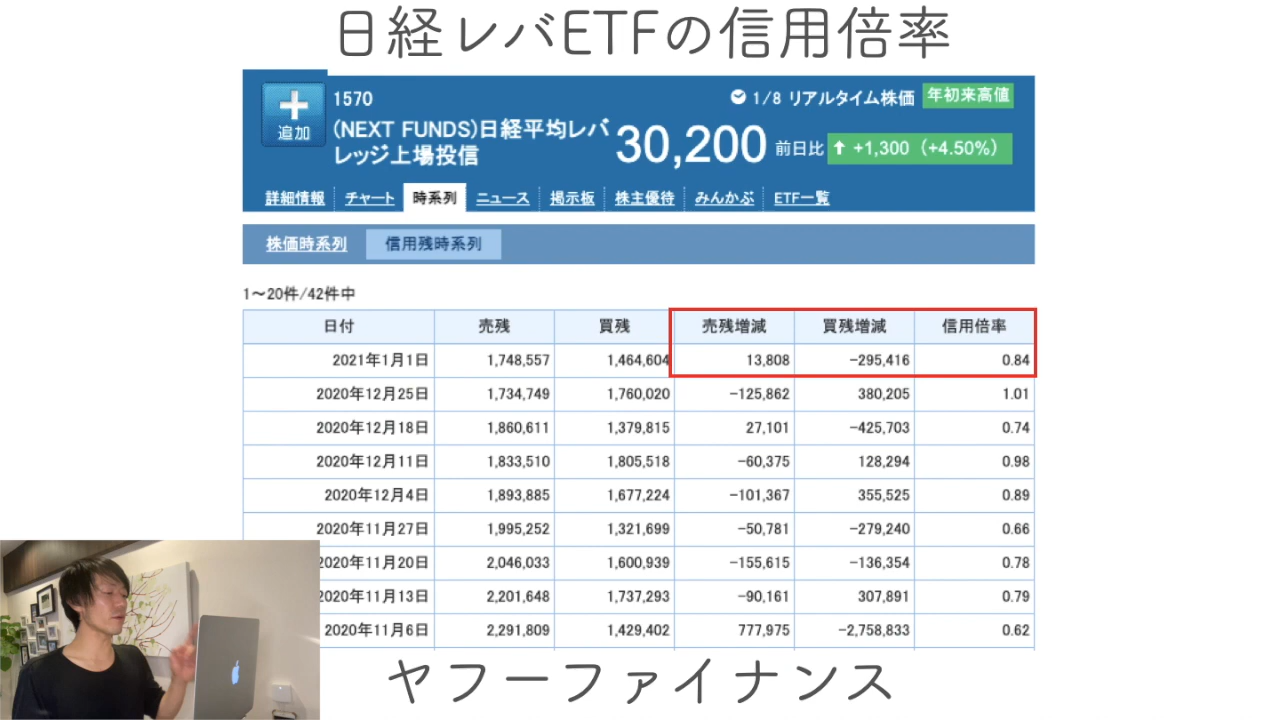 日経レバETFの信用倍率
追加
1570
(NEXT FUNDS)日経平均レバ
レッジ上場投信
1/8 リアルタイム株価 年初来高値
30,200 前日比 ↑ +1,300 (+4.50%)
詳細情報 チャート 時系列 ニュース 掲示板 株主優待 みんかぶ ETF一覧
株価時系列 信用残時系列
1〜20件/42件中
日付 売残 買残 売残増減 買残増減 信用倍率
2021年1月1日 1,748,557 1,464,604 13,808 −295,416 0.84
2020年12月25日 1,734,749 1,760,020 −125,862 380,205 1.01
2020年12月18日 1,860,611 1,379,815 27,101 −425,703 0.74
2020年12月11日 1,833,510 1,805,518 −60,375 128,294 0.98
2020年12月4日 1,893,885 1,677,224 −101,367 355,525 0.89
2020年11月27日 1,995,252 1,321,699 −50,781 −279,240 0.66
2020年11月20日 2,046,033 1,600,939 −155,615 −136,354 0.78
2020年11月13日 2,201,648 1,737,293 −90,161 307,891 0.79
2020年11月6日 2,291,809 1,429,402 777,975 −2,758,833 0.62
ヤフーファイナンス